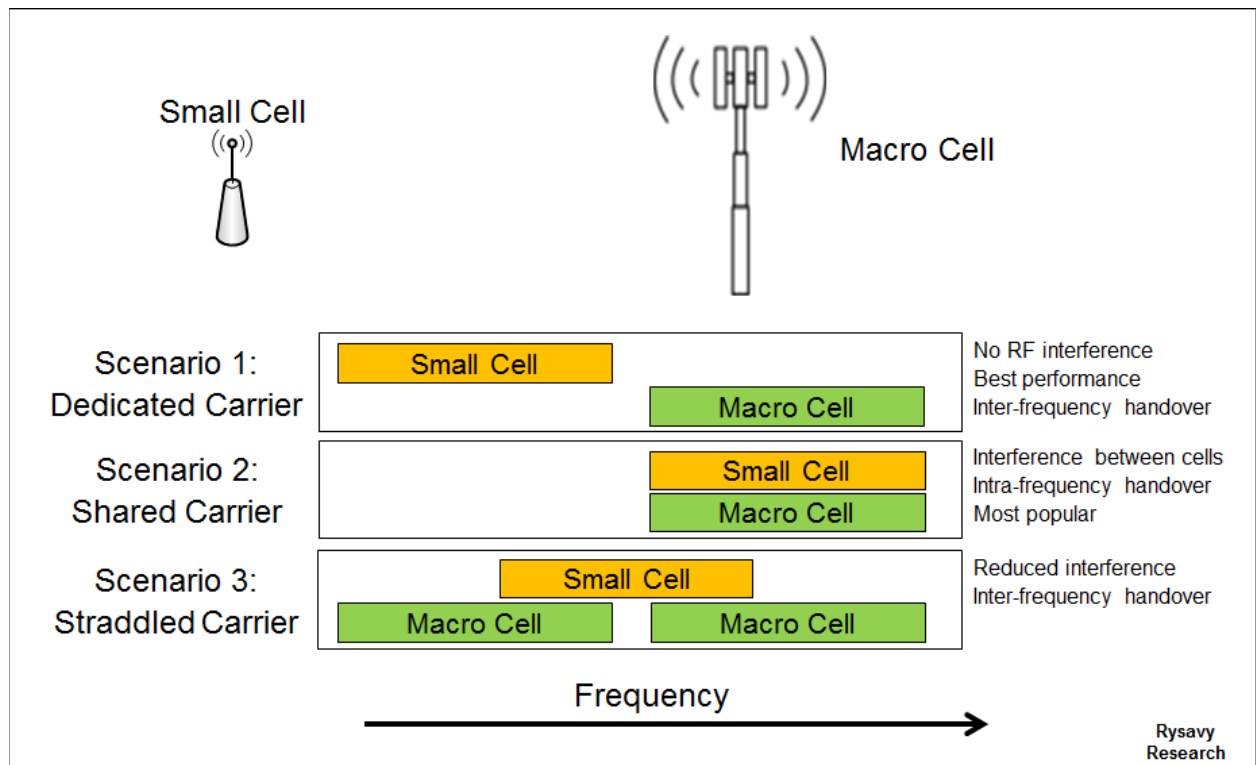 Small Cell
Macro Cell
Scenario 1:
Dedicated Carrier
Small Cell
Macro Cell
No RF interference
Best performance
Inter-frequency handover
Scenario 2:
Shared Carrier
Small Cell
Macro Cell
Interference between cells
Intra-frequency handover
Most popular
Scenario 3:
Straddled Carrier
Small Cell
Macro Cell
Macro Cell
Reduced interference
Inter-frequency handover
Frequency
Rysavy
Research